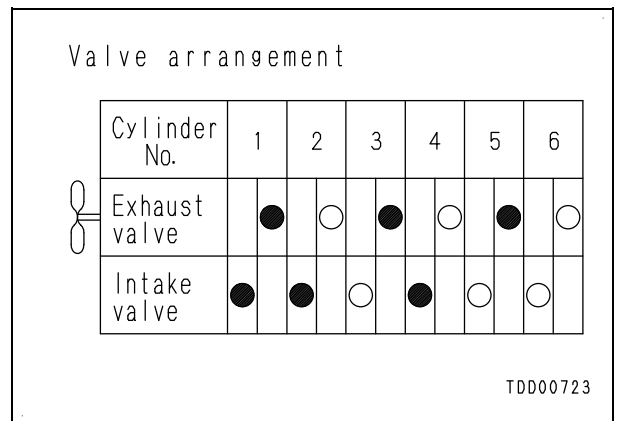 Valve arrangement
Cylinder No. 1 2 3 4 5 6
Exhaust valve
Intake valve
TDD00723